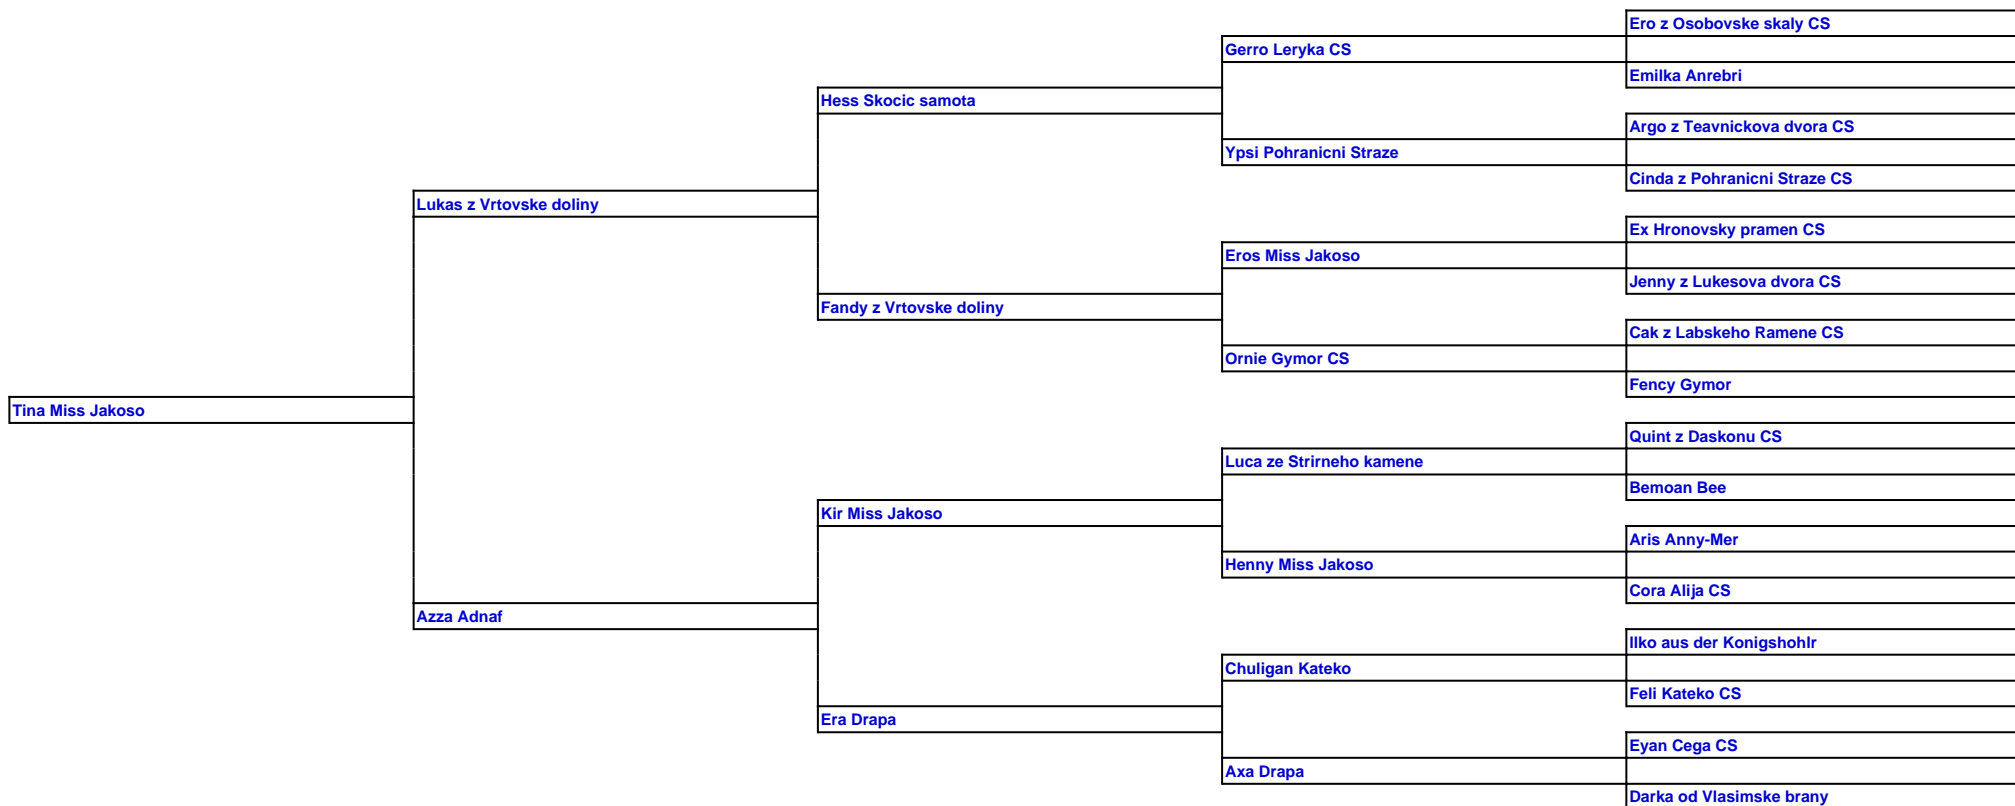 Ero z Osobovske skaly CS
Gerro Leryka CS
Emilka Anrebri
Hess Skocic samota
Argo z Teavnickova dvora CS
Ypsi Pohranicni Straze
Cinda z Pohranicni Straze CS
Lukas z Vrtovske doliny
Ex Hronovsky pramen CS
Eros Miss Jakoso
Jenny z Lukesova dvora CS
Fandy z Vrtovske doliny
Cak z Labskeho Ramene CS
Ornie Gymor CS
Fency Gymor
Tina Miss Jakoso
Quint z Daskonu CS
Luca ze Strirneho kamene
Bemoan Bee
Kir Miss Jakoso
Aris Anny-Mer
Henny Miss Jakoso
Cora Alija CS
Azza Adnaf
Ilko aus der Konigshohlr
Chuligan Kateko
Feli Kateko CS
Era Drapa
Eyan Cega CS
Axa Drapa
Darka od Vlasimske brany